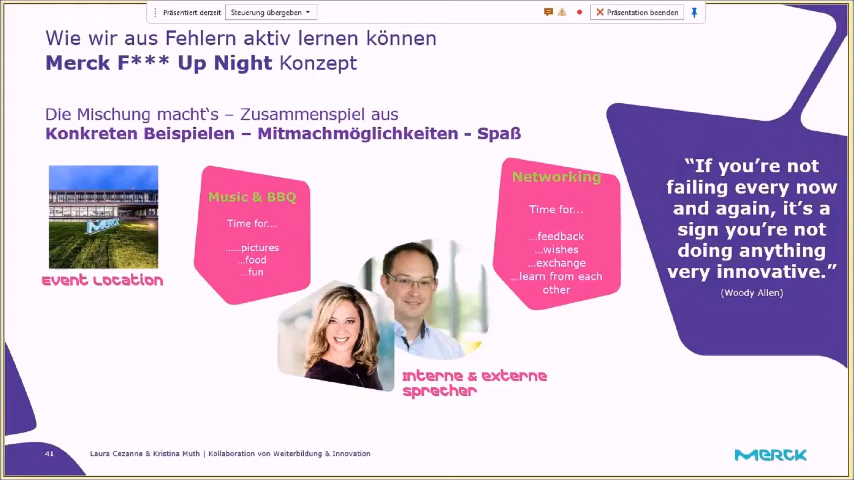 Präsentiert derzeit
Steuerung übergeben
Präsentation beenden
Wie wir aus Fehlern aktiv lernen können
Merck F*** Up Night Konzept
Die Mischung macht‘s – Zusammenspiel aus
Konkreten Beispielen – Mitmachmöglichkeiten - Spaß
MERCK
Event Location
Music & BBQ
Time for...
......pictures
...food
...fun
Interne & externe
Sprecher
Networking
Time for...
...feedback
...wishes
...exchange
...learn from each
other
“If you’re not
failing every now
and again, it’s a
sign you’re not
doing anything
very innovative.”
(Woody Allen)
41
Laura Cezanne & Kristina Muth | Kollaboration von Weiterbildung & Innovation
MERCK